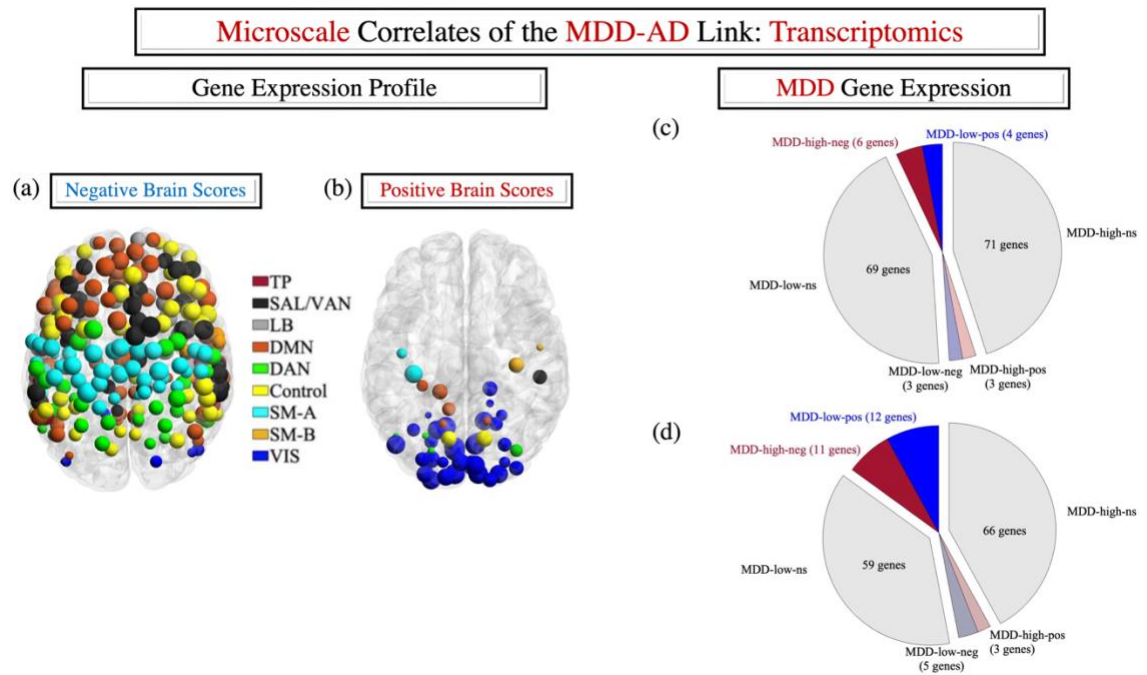 Microscale Correlates of the MDD-AD Link: Transcriptomics
Gene Expression Profile
MDD Gene Expression
(a)
Negative Brain Scores
(b)
Positive Brain Scores
TP
SAL/VAN
LB
DMN
DAN
Control
SM-A
SM-B
VIS
(c)
MDD-low-pos (4 genes)
MDD-high-neg (6 genes)
71 genes
MDD-high-ns
69 genes
MDD-low-ns
MDD-low-neg
(3 genes)
MDD-high-pos
(3 genes)
(d)
MDD-low-pos (12 genes)
MDD-high-neg (11 genes)
66 genes
MDD-high-ns
59 genes
MDD-low-ns
MDD-low-neg
(5 genes)
MDD-high-pos
(3 genes)